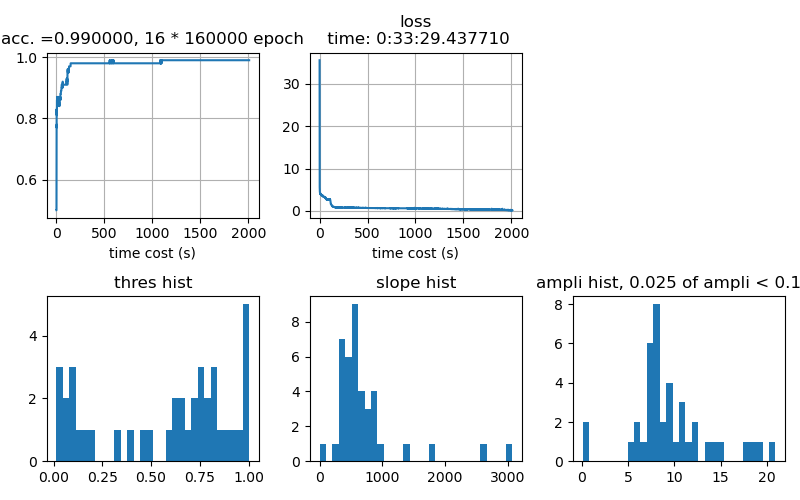 acc. =0.990000, 16 * 160000 epoch
1.0
0.8
0.6
0 500 1000 1500 2000
time cost (s)
loss
time: 0:33:29.437710
30
20
10
0
0 500 1000 1500 2000
time cost (s)
thres hist
4
2
0
0.00 0.25 0.50 0.75 1.00
slope hist
8
6
4
2
0
0 1000 2000 3000
ampli hist, 0.025 of ampli < 0.1
8
6
4
2
0
0 5 10 15 20